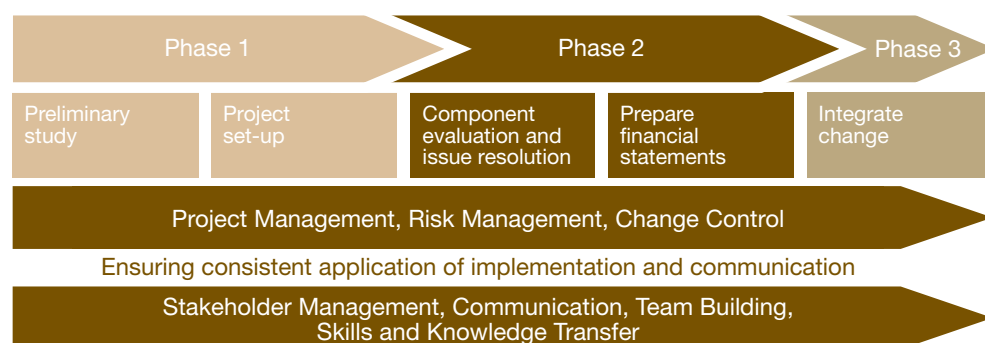 Phase 1
Phase 2
Phase 3
Preliminary
study
Project
set-up
Component
evaluation and
issue resolution
Prepare
financial
statements
Integrate
change
Project Management, Risk Management, Change Control
Ensuring consistent application of implementation and communication
Stakeholder Management, Communication, Team Building,
Skills and Knowledge Transfer